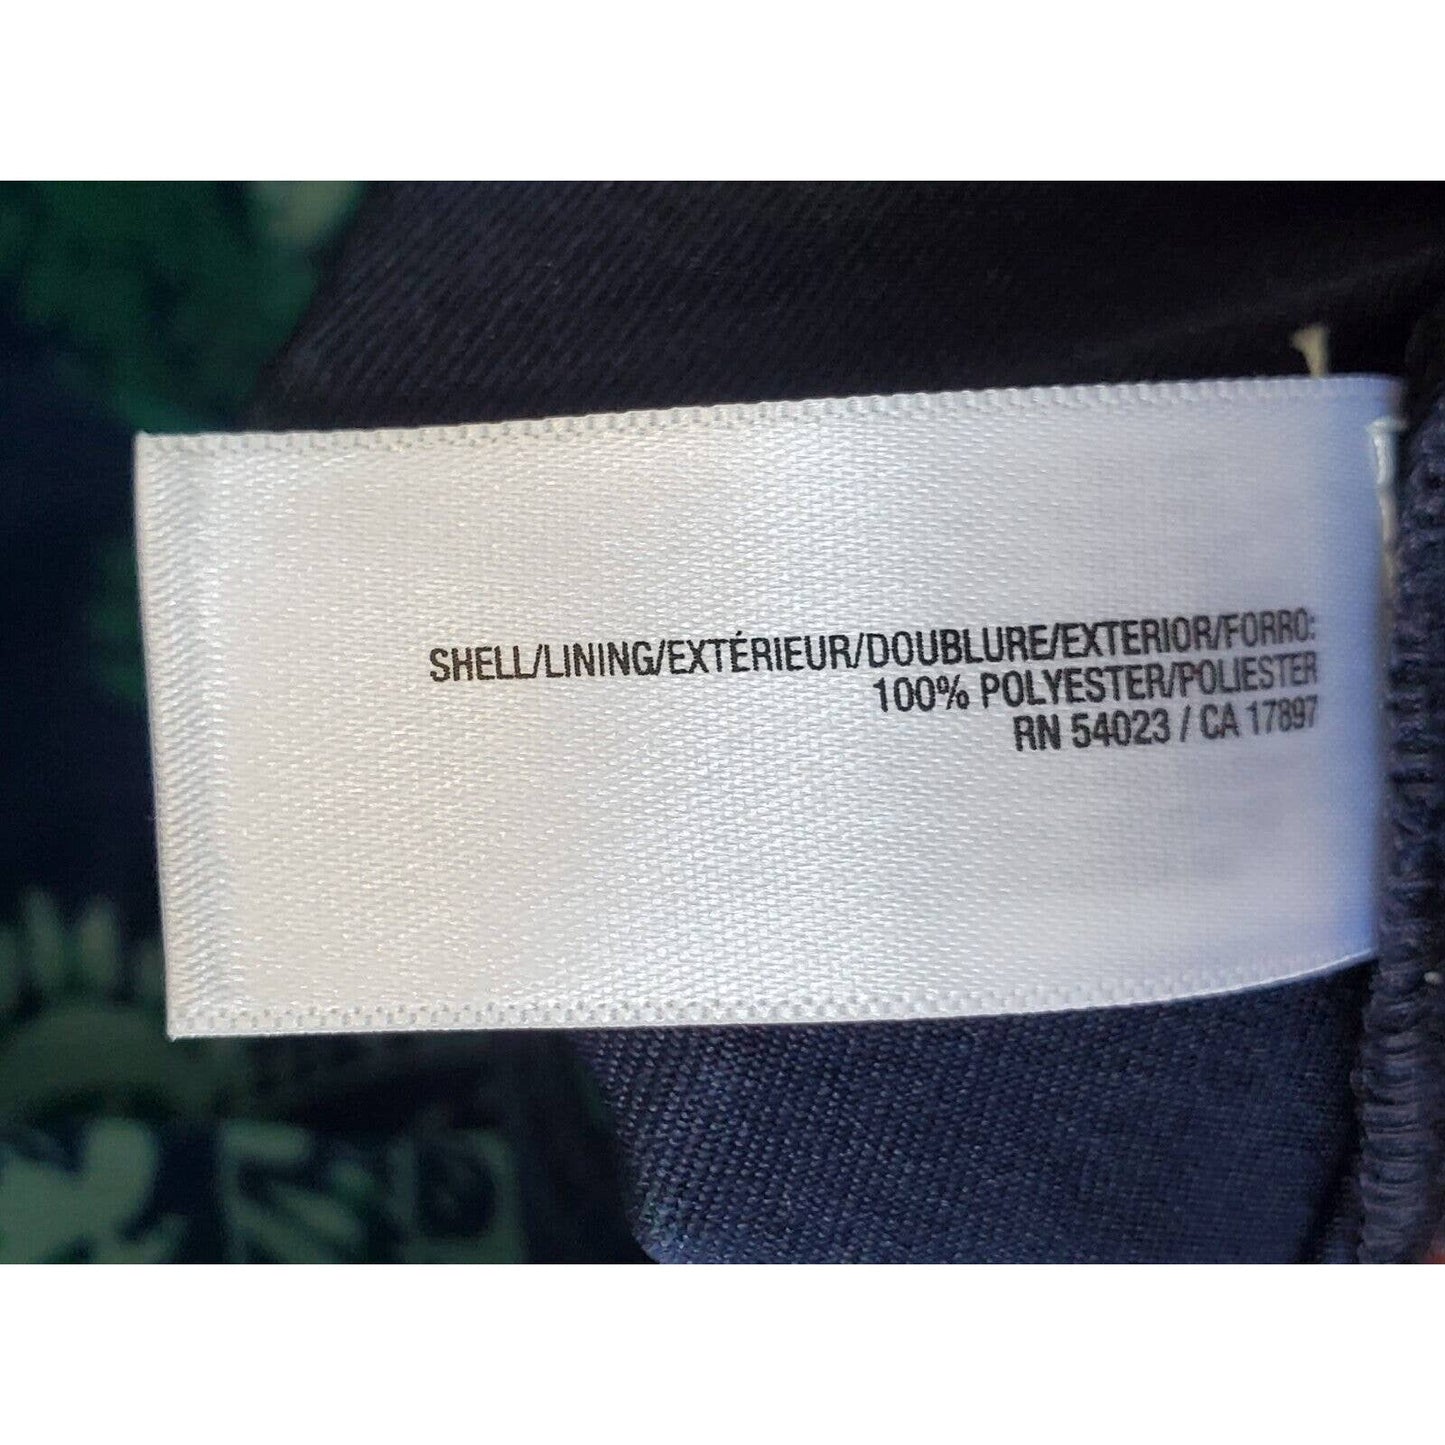 SHELL/LINING/EXTÉRIEUR/DOUBLURE/EXTERIOR/FORRO:
100% POLYESTER/POLIESTER
RN 54023 / CA 17897